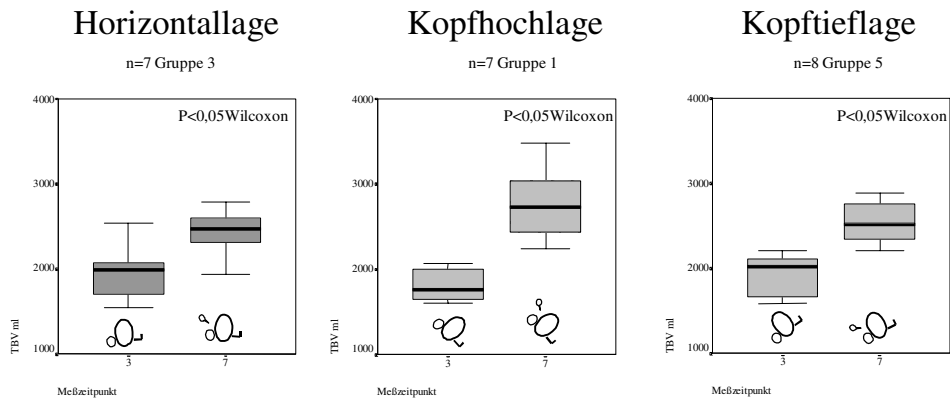 Horizontallage
n=7 Gruppe 3
P<0,05Wilcoxon
4000
3000
2000
1000
TBV ml
3
7
Meßzeitpunkt
Kopfhochlage
n=7 Gruppe 1
P<0,05Wilcoxon
4000
3000
2000
1000
TBV ml
3
7
Meßzeitpunkt
Kopftieflage
n=8 Gruppe 5
P<0,05Wilcoxon
4000
3000
2000
1000
TBV ml
3
7
Meßzeitpunkt